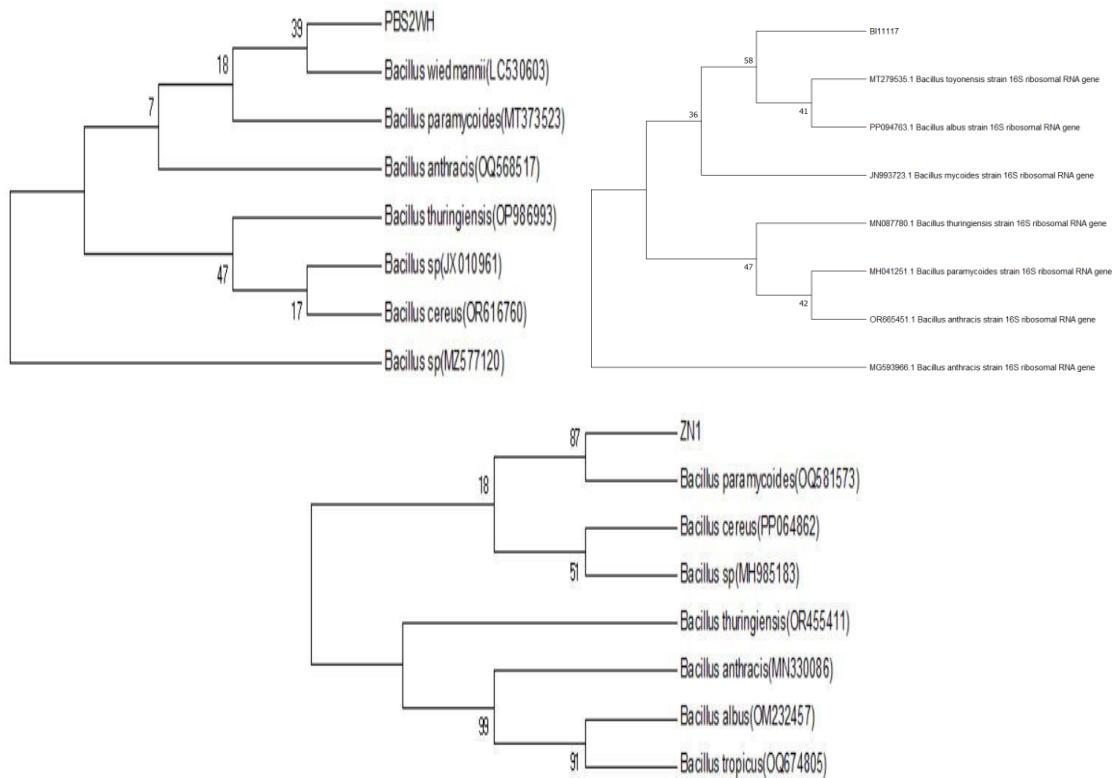 39
PBS2WH
18
Bacillus wiedmannii(LC530603)
7
Bacillus paramycoides(MT373523)
Bacillus anthracis(OQ568517)
Bacillus thuringiensis(OP986993)
47
Bacillus sp(JX010961)
17
Bacillus cereus(OR616760)
Bacillus sp(MZ577120)
BI11117
58
MT279535.1 Bacillus toyonensis strain 16S ribosomal RNA gene
41
36
PP094763.1 Bacillus albus strain 16S ribosomal RNA gene
JN993723.1 Bacillus mycoides strain 16S ribosomal RNA gene
MN087780.1 Bacillus thuringiensis strain 16S ribosomal RNA gene
47
MH041251.1 Bacillus paramycoides strain 16S ribosomal RNA gene
42
OR665451.1 Bacillus anthracis strain 16S ribosomal RNA gene
MG593966.1 Bacillus anthracis strain 16S ribosomal RNA gene
87
ZN1
18
Bacillus paramycoides(OQ581573)
Bacillus cereus(PP064862)
51
Bacillus sp(MH985183)
Bacillus thuringiensis(OR455411)
Bacillus anthracis(MN330086)
99
Bacillus albus(OM232457)
91
Bacillus tropicus(OQ674805)